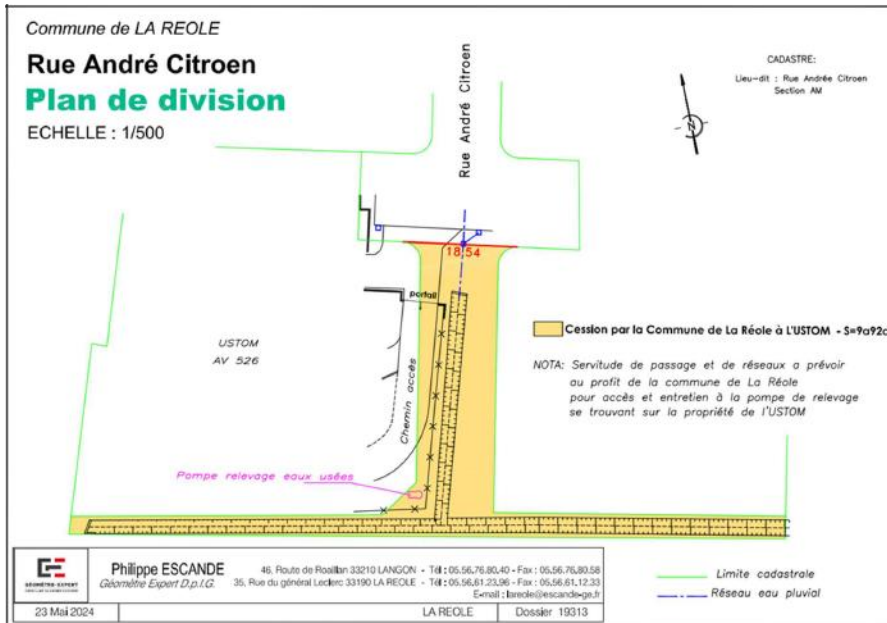 Commune de LA REOLE
Rue André Citroen
Plan de division
ECHELLE : 1/500
Rue André Citroen
CADASTRE:
Lieu-dit : Rue Andrée Citroen
Section AM
N
18.54
portail
Cession par la Commune de La Réole à L'USTOM - S=9a92c
USTOM
AV 526
Chemin accès
NOTA: Servitude de passage et de réseaux a prévoir
au profit de la commune de La Réole
pour accès et entretien à la pompe de relevage
se trouvant sur la propriété de l'USTOM
Pompe relevage eaux usées
GÉOMÈTRE-EXPERT
Philippe ESCANDE
Géomètre Expert D.p.l.G.
46, Route de Roaillan 33210 LANGON - Tél : 05.56.76.80.40 - Fax : 05.56.76.80.58
35, Rue du général Leclerc 33190 LA REOLE - Tél : 05.56.61.23.96 - Fax : 05.56.61.12.33
E-mail : lareole@escande-ge.fr
23 Mai 2024
LA REOLE
Dossier 19313
Limite cadastrale
Réseau eau pluvial